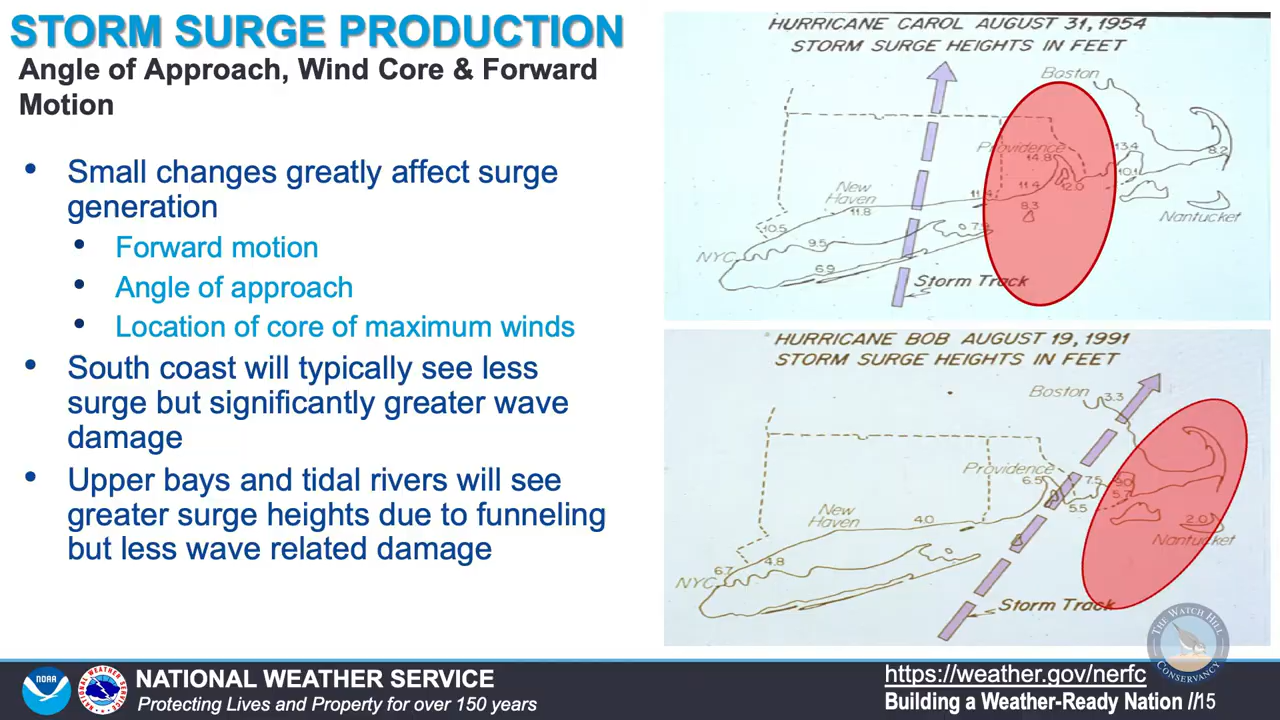 STORM SURGE PRODUCTION
Angle of Approach, Wind Core & Forward
Motion
• Small changes greatly affect surge
generation
• Forward motion
• Angle of approach
• Location of core of maximum winds
• South coast will typically see less
surge but significantly greater wave
damage
• Upper bays and tidal rivers will see
greater surge heights due to funneling
but less wave related damage
HURRICANE CAROL AUGUST 31, 1954
STORM SURGE HEIGHTS IN FEET
Boston
Providence
14.8
13.4
8.2
10.1
New
Haven
11.8
11.4
12.0
8.3
Nantucket
10.5
9.5
7.9
NYC
6.9
Storm Track
HURRICANE BOB AUGUST 19, 1991
STORM SURGE HEIGHTS IN FEET
Boston
3.3
Providence
6.5
7.5
5.5
5.7
New
Haven
4.0
2.0
Nantucket
6.7
4.8
NYC
Storm Track
THE WATCH HILL
CONSERVANCY
NOAA
NATIONAL WEATHER SERVICE
Protecting Lives and Property for over 150 years
https://weather.gov/nerfc
Building a Weather-Ready Nation // 15